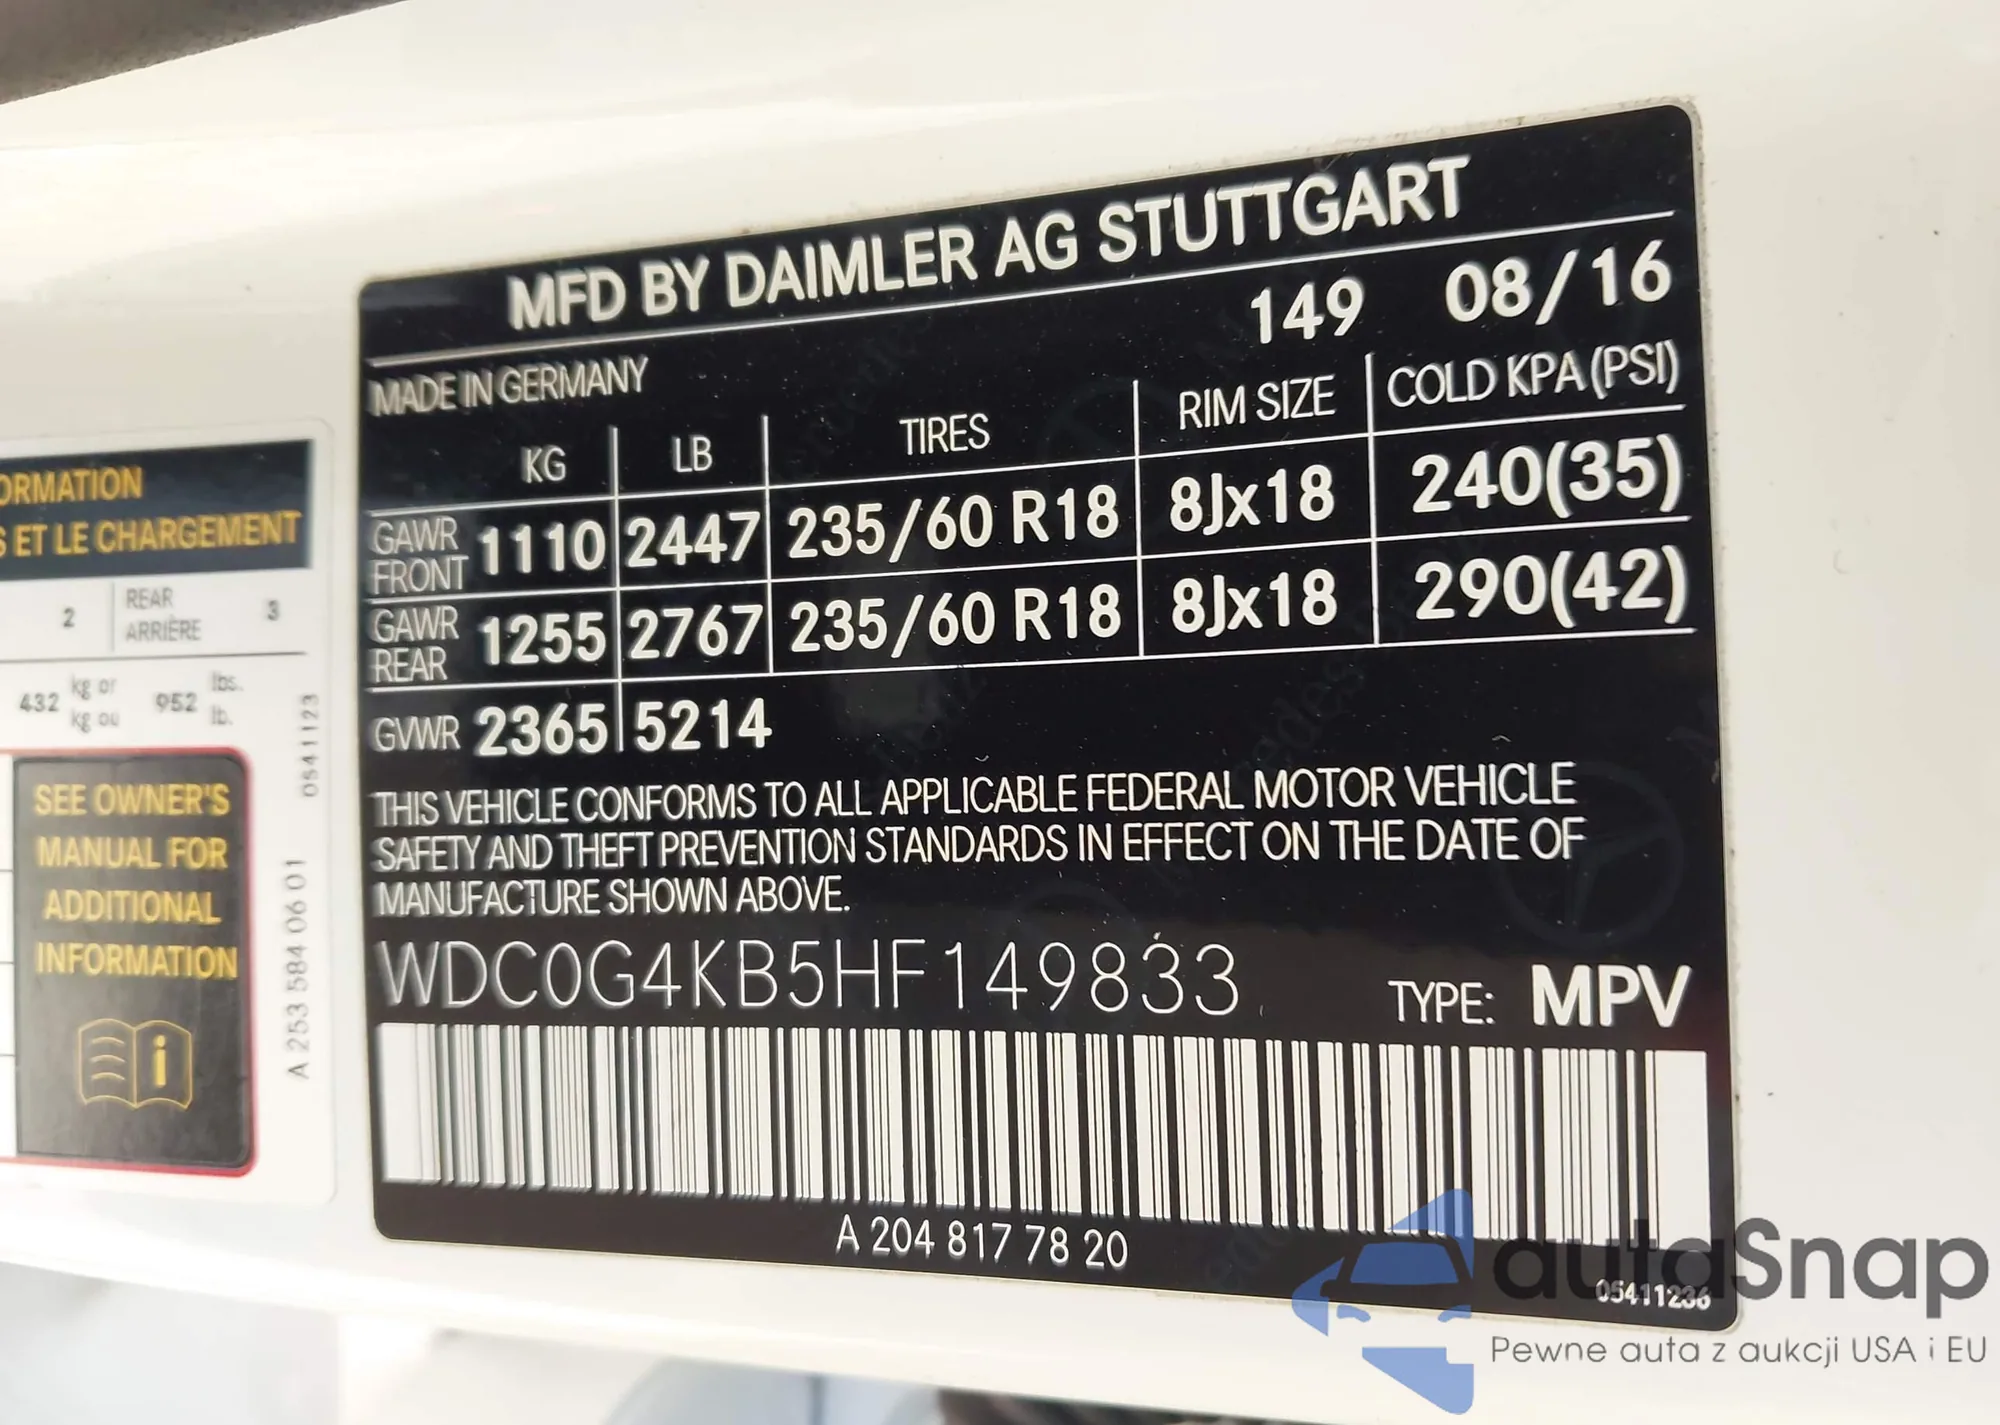 MFD BY DAIMLER AG STUTTGART
MADE IN GERMANY 149 08/16
KG LB TIRES RIM SIZE COLD KPA (PSI)
GAWR FRONT 1110 2447 235/60 R18 8Jx18 240(35)
GAWR REAR 1255 2767 235/60 R18 8Jx18 290(42)
GVWR 2365 5214
THIS VEHICLE CONFORMS TO ALL APPLICABLE FEDERAL MOTOR VEHICLE
SAFETY AND THEFT PREVENTION STANDARDS IN EFFECT ON THE DATE OF
MANUFACTURE SHOWN ABOVE.
WDC0G4KB5HF149833 TYPE: MPV
A 204 817 78 20
05411236
ET LE CHARGEMENT
2 REAR ARRIÈRE 3
432 kg or kg ou 952 lbs. lb.
SEE OWNER'S
MANUAL FOR
ADDITIONAL
INFORMATION
A 253 584 06 01 0541123
autaSnap
Pewne auta z aukcji USA i EU